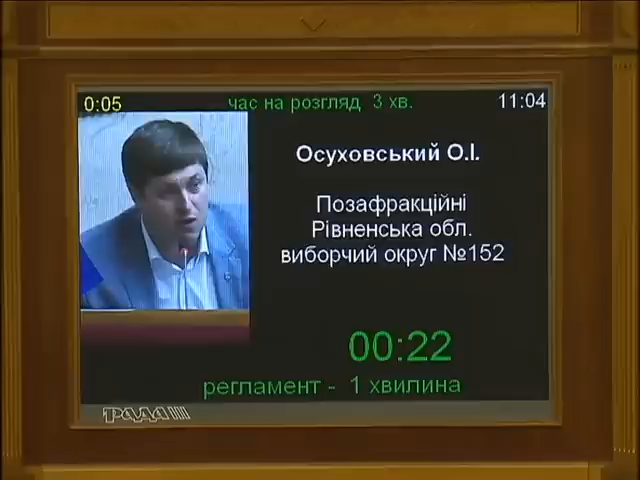 0:05 час на розгляд 3 хв. 11:04
Осуховський О.І.
Позафракційні
Рівненська обл.
виборчий округ №152
00:22
регламент - 1 хвилина
РАДА